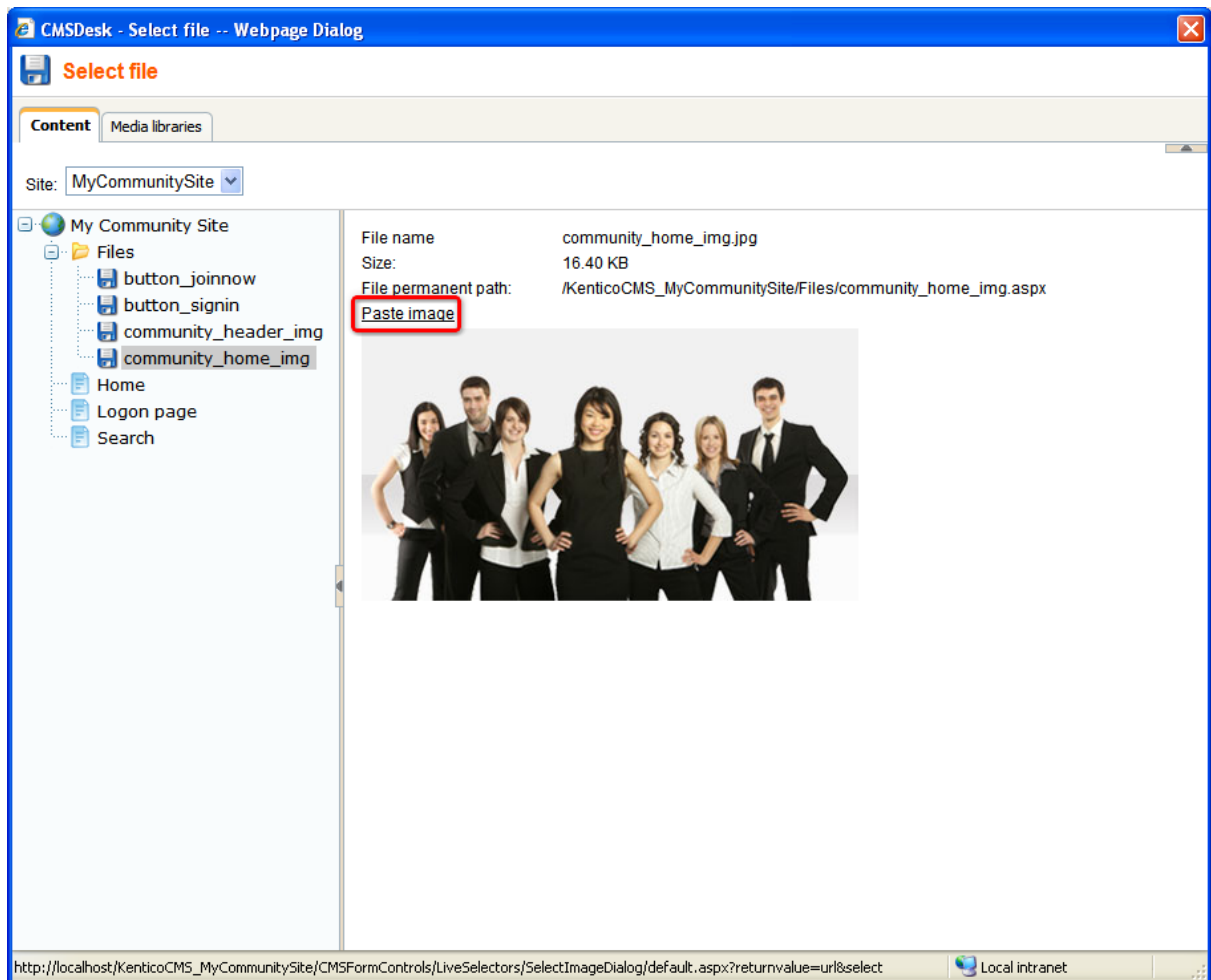 CMSDesk - Select file -- Webpage Dialog
Select file
Content Media libraries
Site: MyCommunitySite
My Community Site
Files
button_joinnow
button_signin
community_header_img
community_home_img
Home
Logon page
Search
File name community_home_img.jpg
Size: 16.40 KB
File permanent path: /KenticoCMS_MyCommunitySite/Files/community_home_img.aspx
Paste image
http://localhost/KenticoCMS_MyCommunitySite/CMSFormControls/LiveSelectors/SelectImageDialog/default.aspx?returnvalue=url&select Local intranet